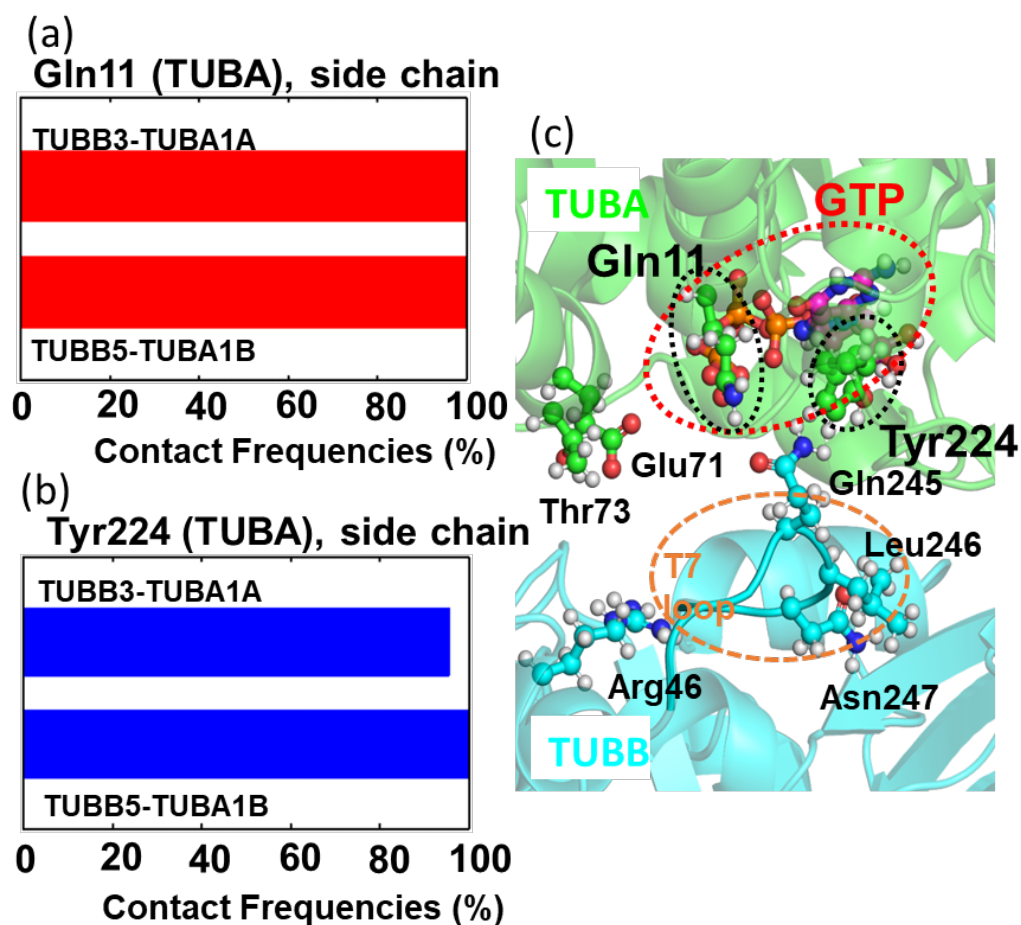 (a)
Gln11 (TUBA), side chain
TUBB3-TUBA1A
TUBB5-TUBA1B
0 20 40 60 80 100
Contact Frequencies (%)
(b)
Tyr224 (TUBA), side chain
TUBB3-TUBA1A
TUBB5-TUBA1B
0 20 40 60 80 100
Contact Frequencies (%)
(c)
TUBA
GTP
Gln11
Tyr224
Glu71
Gln245
Thr73
Leu246
T7
loop
Arg46
Asn247
TUBB